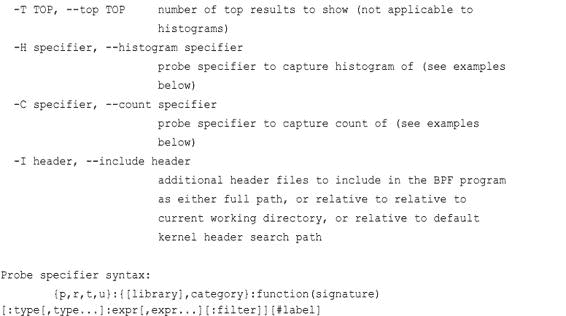 -T TOP, --top TOP     number of top results to show (not applicable to
histograms)
-H specifier, --histogram specifier
probe specifier to capture histogram of (see examples
below)
-C specifier, --count specifier
probe specifier to capture count of (see examples
below)
-I header, --include header
additional header files to include in the BPF program
as either full path, or relative to relative to
current working directory, or relative to default
kernel header search path
Probe specifier syntax:
{p,r,t,u}:{[library],category}:function(signature)
[:type[,type...]:expr[,expr...][:filter]][#label]